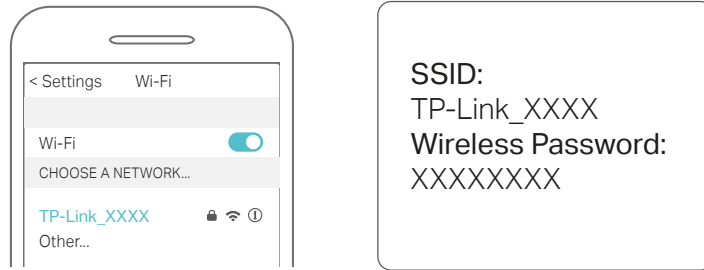 < Settings Wi-Fi
Wi-Fi
CHOOSE A NETWORK...
TP-Link_XXXX
Other...
SSID:
TP-Link_XXXX
Wireless Password:
XXXXXXXX